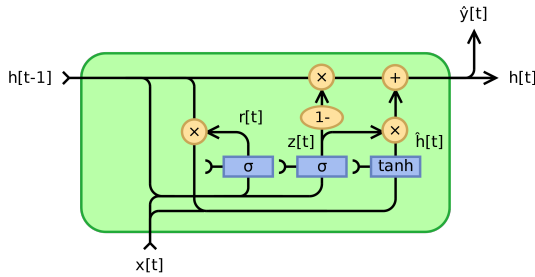 ŷ[t]
h[t-1]
×
+
h[t]
1-
r[t]
×
z[t]
×
ĥ[t]
σ
σ
tanh
x[t]